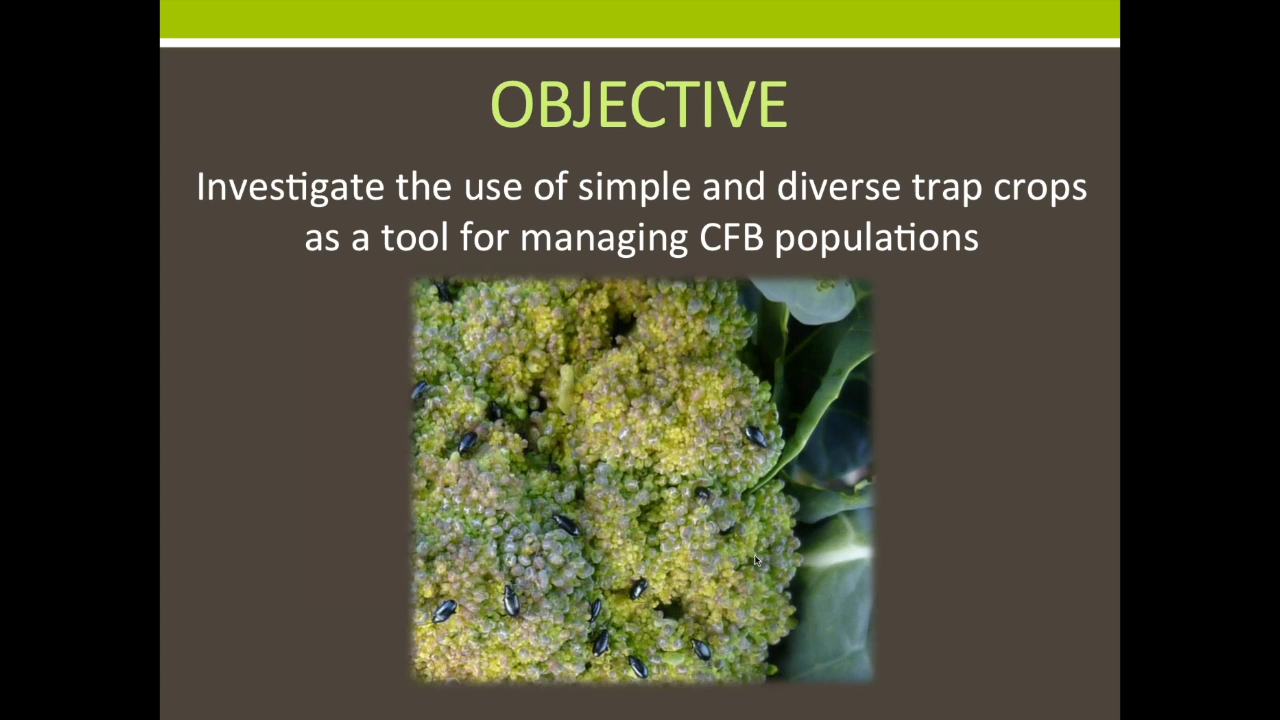 OBJECTIVE
Investigate the use of simple and diverse trap crops
as a tool for managing CFB populations